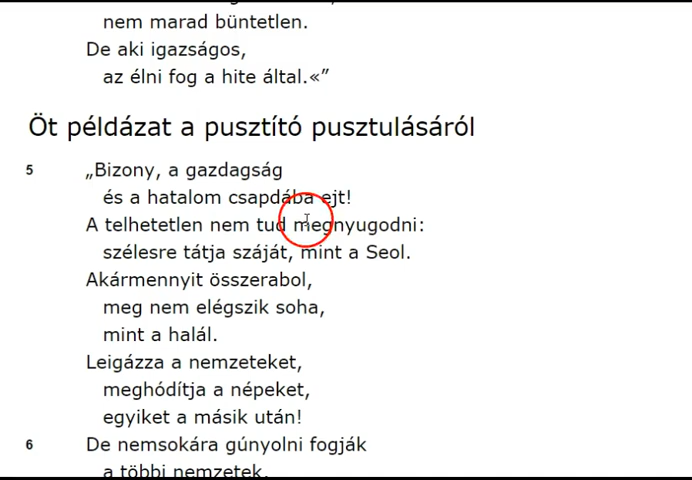 nem marad büntetlen.
De aki igazságos,
az élni fog a hite által.«”
Öt példázat a pusztító pusztulásáról
5 „Bizony, a gazdagság
és a hatalom csapdába ejt!
A telhetetlen nem tud megnyugodni:
szélesre tátja száját, mint a Seol.
Akármennyit összerabol,
meg nem elégszik soha,
mint a halál.
Leigázza a nemzeteket,
meghódítja a népeket,
egyiket a másik után!
6 De nemsokára gúnyolni fogják
a többi nemzetek.